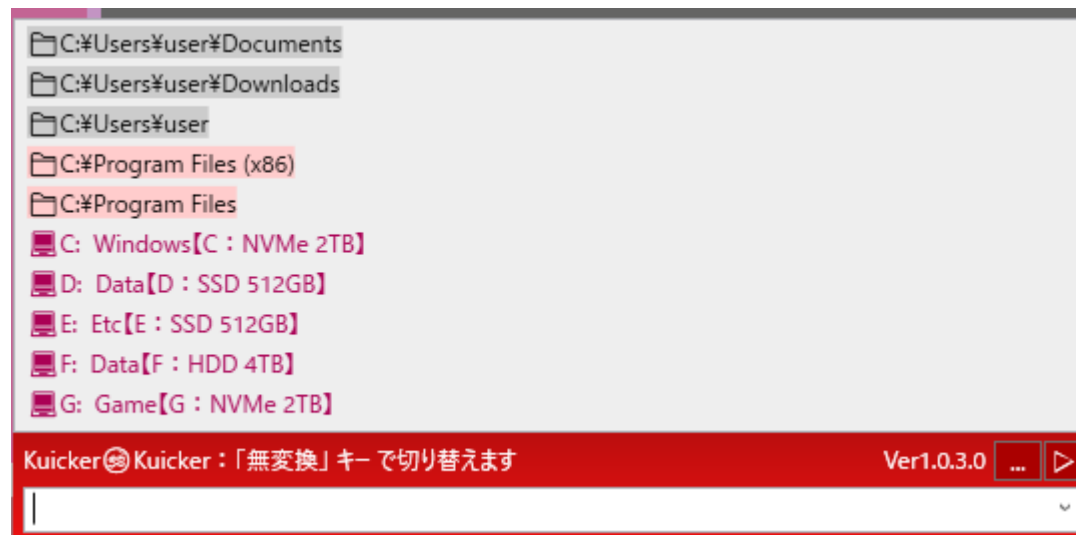 C:¥Users¥user¥Documents
C:¥Users¥user¥Downloads
C:¥Users¥user
C:¥Program Files (x86)
C:¥Program Files
C: Windows【C：NVMe 2TB】
D: Data【D：SSD 512GB】
E: Etc【E：SSD 512GB】
F: Data【F：HDD 4TB】
G: Game【G：NVMe 2TB】
Kuicker Kuicker：「無変換」キーで切り替えます Ver1.0.3.0 ...